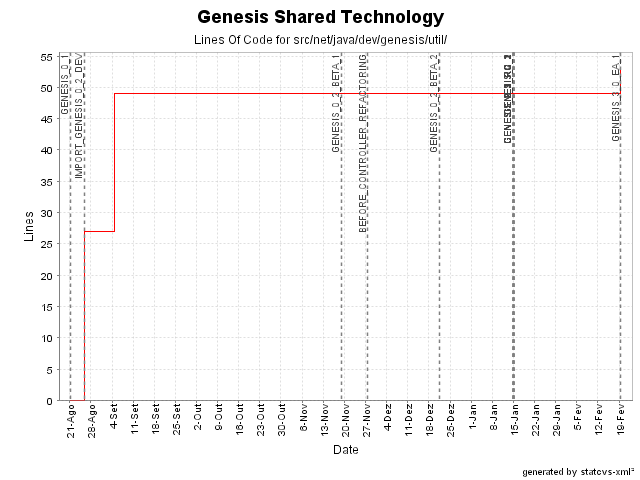 Genesis Shared Technology
Lines Of Code for src/net/java/dev/genesis/util/
55
50
45
40
35
30
25
20
15
10
5
0
Lines
GENESIS_0_1
IMPORT_GENESIS_0_2_DEV
GENESIS_0_2_BETA_1
BEFORE_CONTROLLER_REFACTORING
GENESIS_0_2_BETA_2
GENESIS_3_0_EA_1
21-Ago
28-Ago
4-Set
11-Set
18-Set
25-Set
2-Out
9-Out
16-Out
23-Out
30-Out
6-Nov
13-Nov
20-Nov
27-Nov
4-Dez
11-Dez
18-Dez
25-Dez
1-Jan
8-Jan
15-Jan
22-Jan
29-Jan
5-Fev
12-Fev
19-Fev
Date
generated by statcvs-xml²